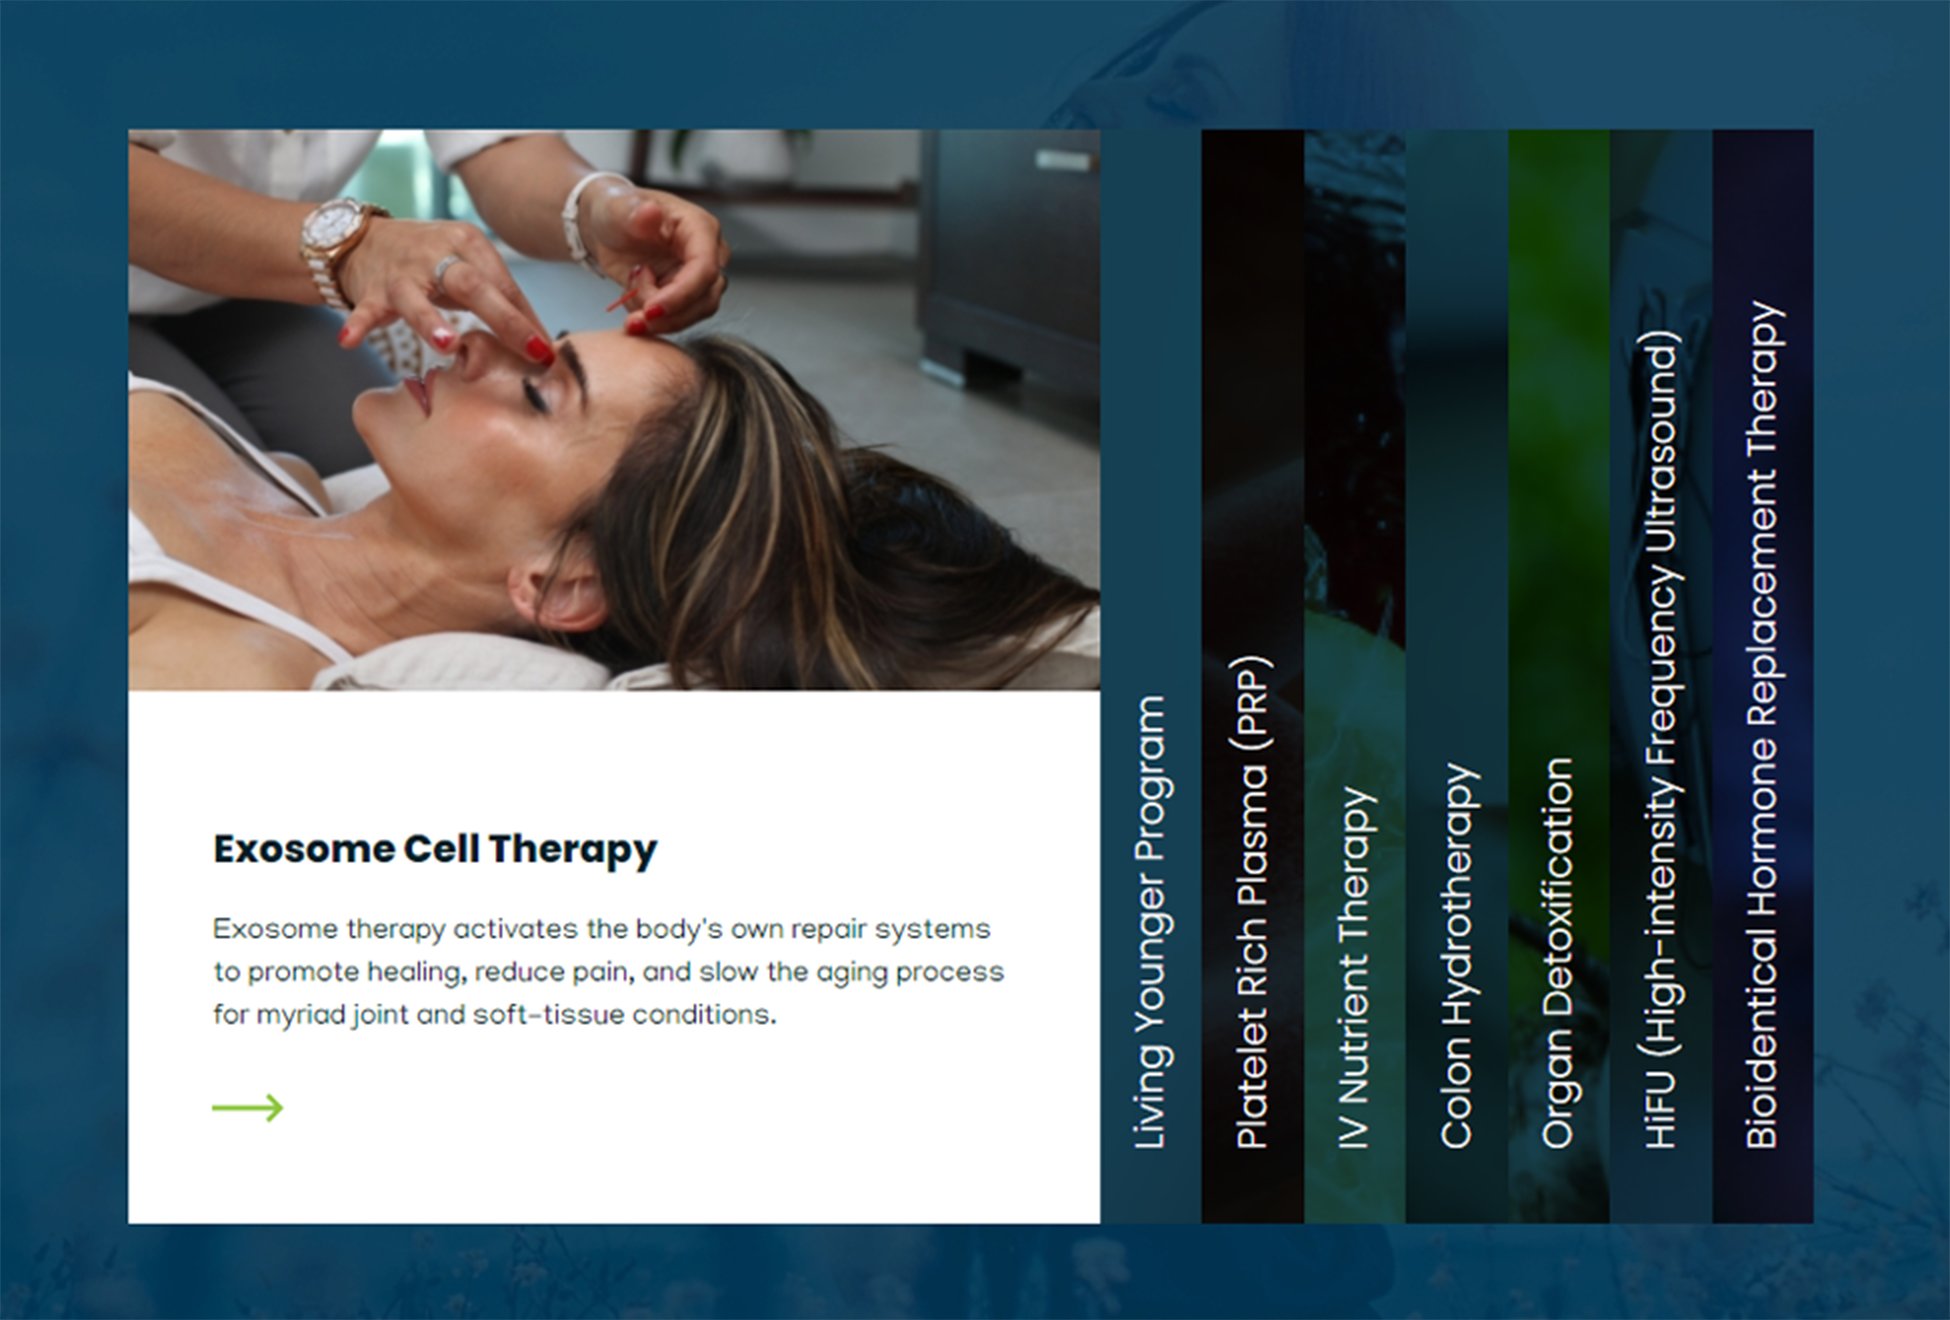 Exosome Cell Therapy
Exosome therapy activates the body's own repair systems
to promote healing, reduce pain, and slow the aging process
for myriad joint and soft-tissue conditions.
Living Younger Program
Platelet Rich Plasma (PRP)
IV Nutrient Therapy
Colon Hydrotherapy
Organ Detoxification
HiFU (High-intensity Frequency Ultrasound)
Bioidentical Hormone Replacement Therapy